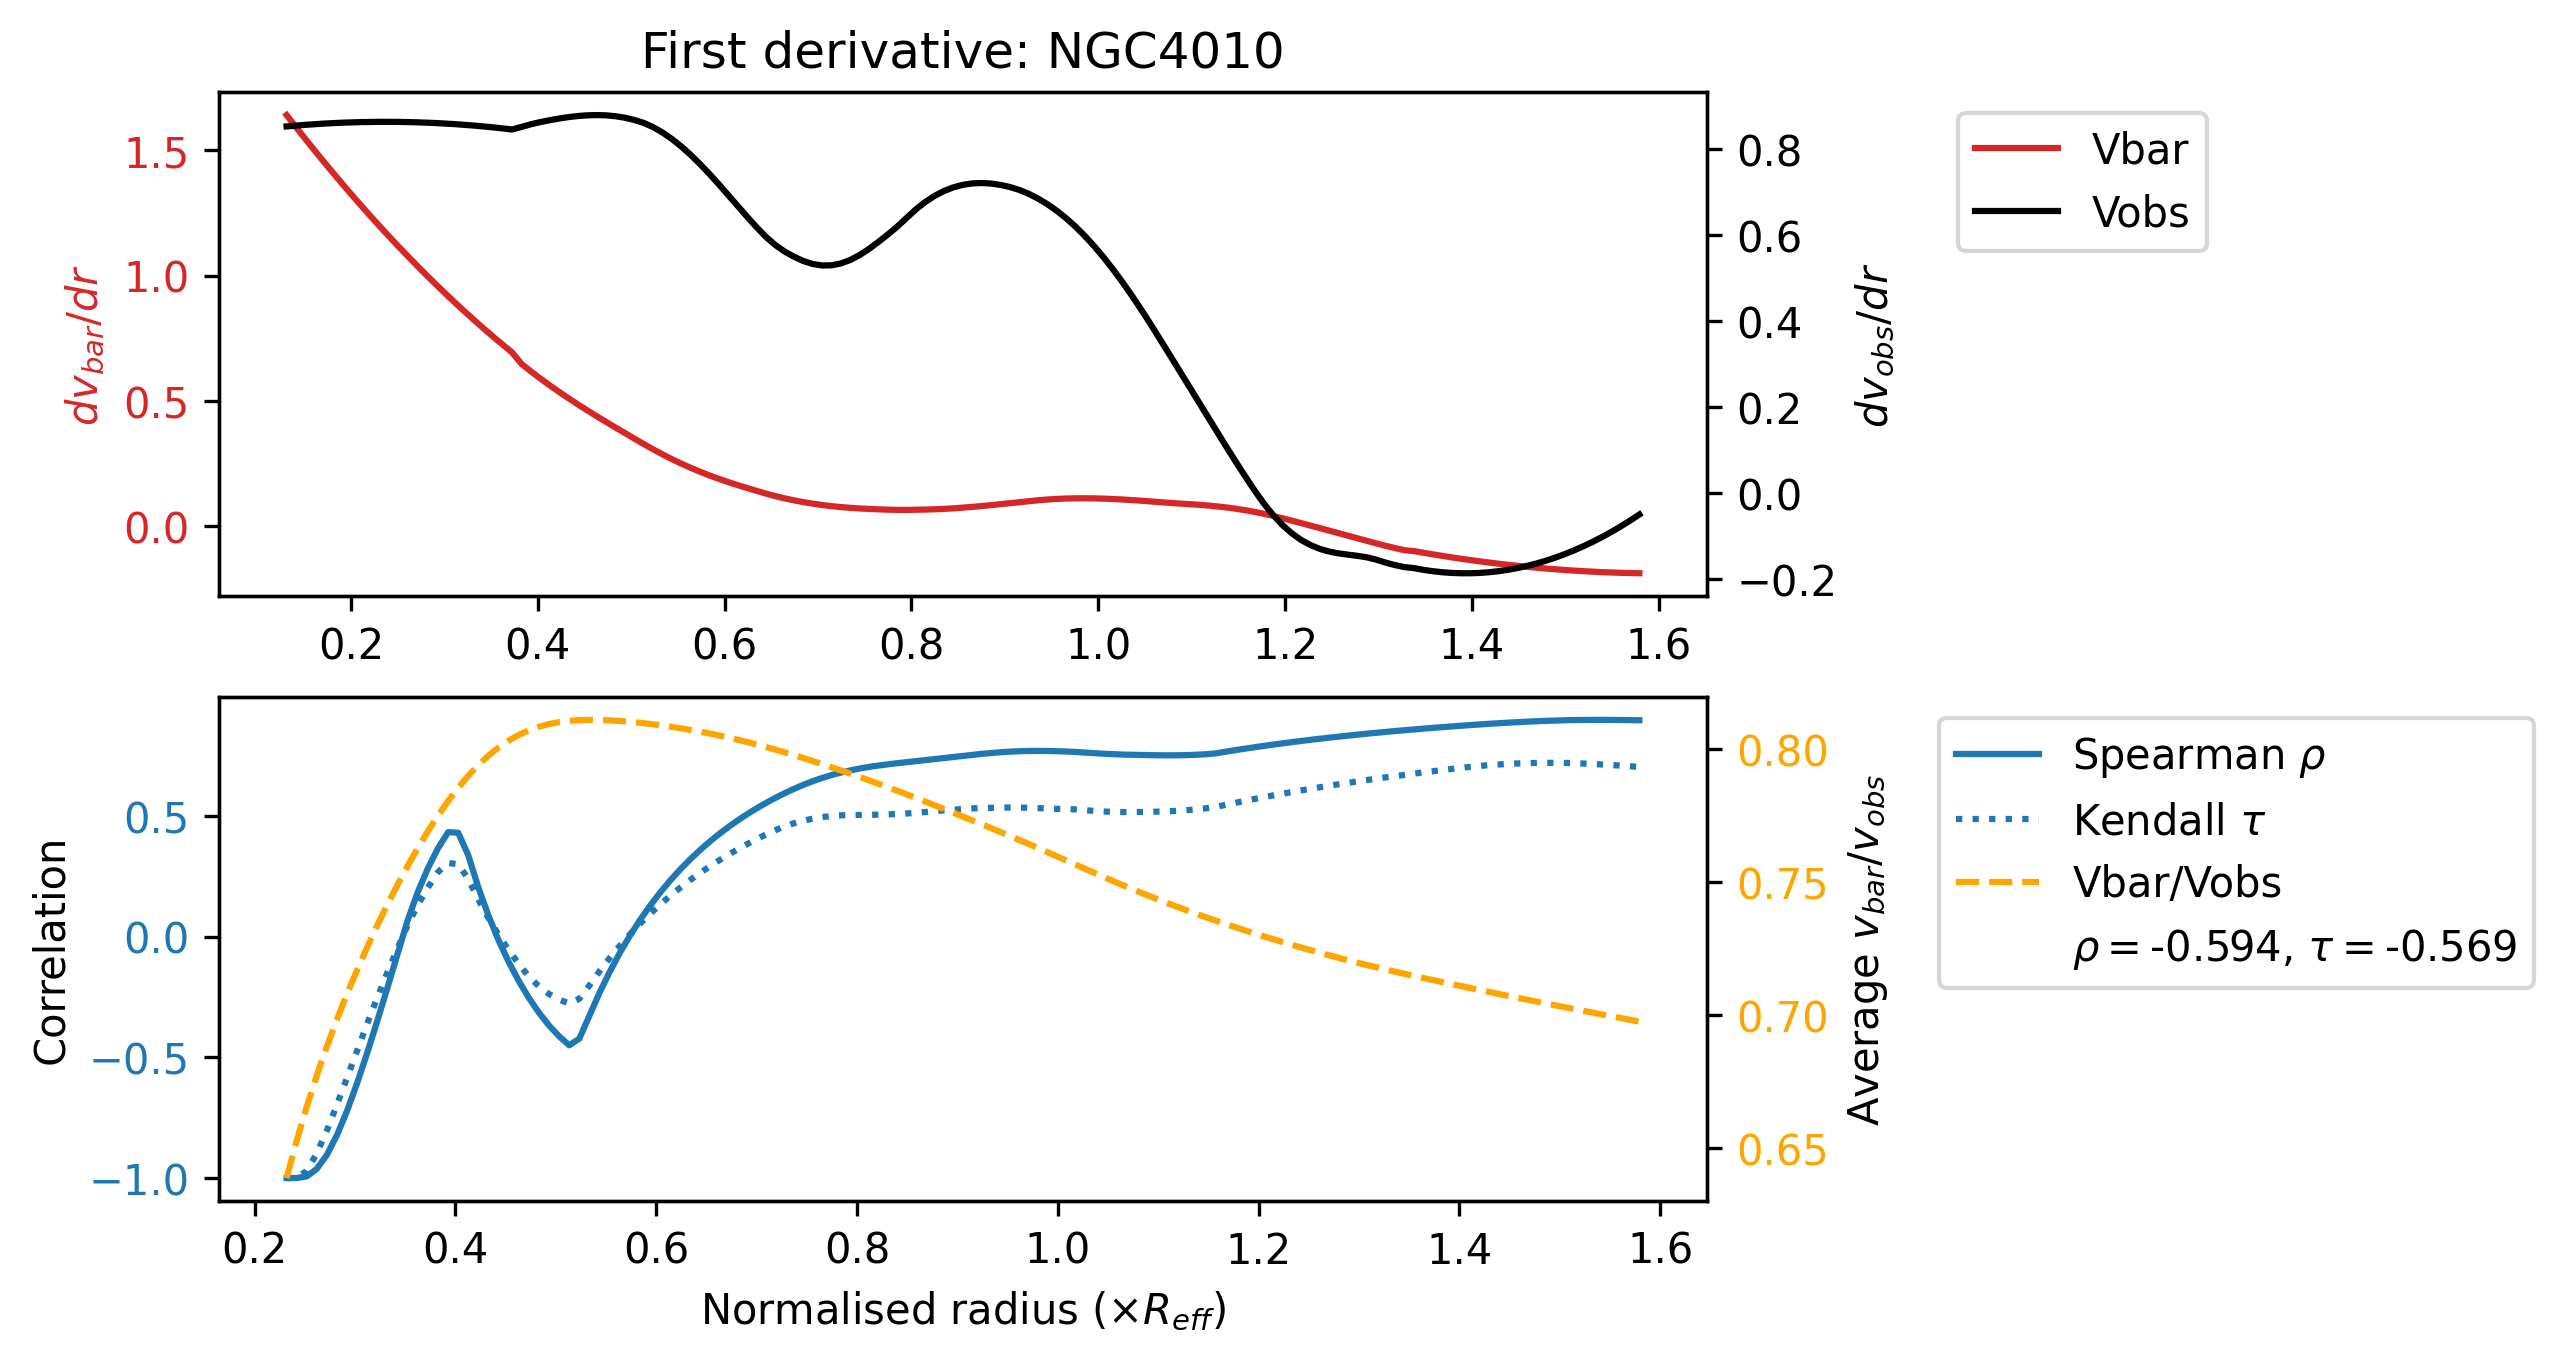 First derivative: NGC4010
dv_bar/dr
1.5
1.0
0.5
0.0
0.8
0.6
0.4
0.2
0.0
−0.2
dv_obs/dr
0.2 0.4 0.6 0.8 1.0 1.2 1.4 1.6
Vbar
Vobs
Correlation
0.5
0.0
−0.5
−1.0
0.80
0.75
0.70
0.65
Average v_bar/v_obs
0.2 0.4 0.6 0.8 1.0 1.2 1.4 1.6
Normalised radius (×R_eff)
Spearman ρ
Kendall τ
Vbar/Vobs
ρ = -0.594, τ = -0.569